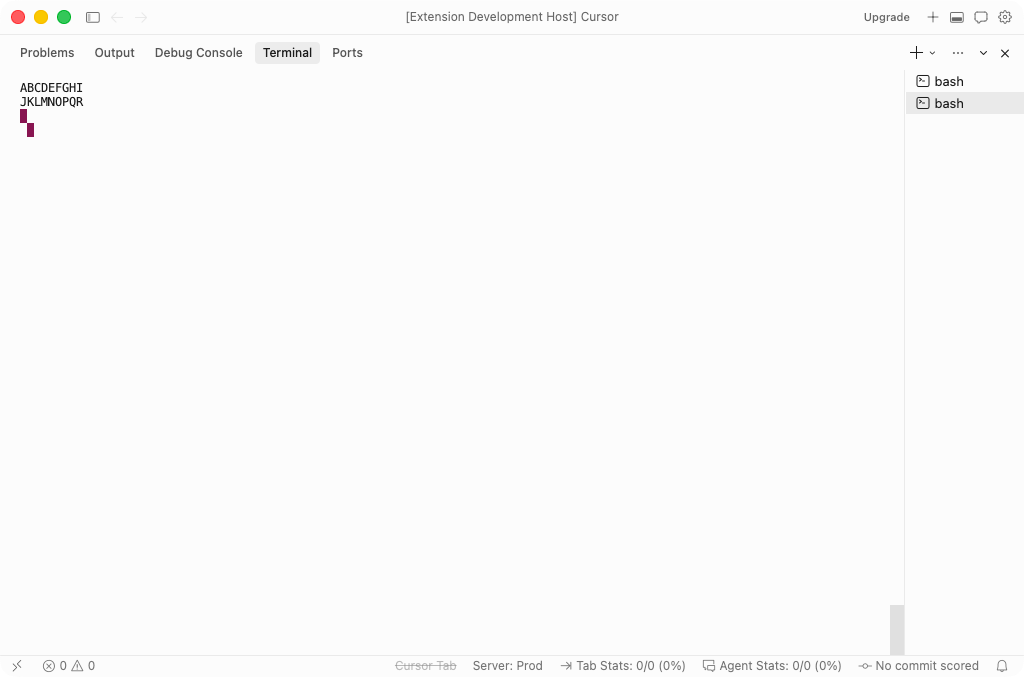 [Extension Development Host] Cursor
Upgrade
Problems Output Debug Console Terminal Ports
ABCDEFGHI
JKLMNOPQR
bash
bash
0 0
Cursor Tab Server: Prod Tab Stats: 0/0 (0%) Agent Stats: 0/0 (0%) No commit scored